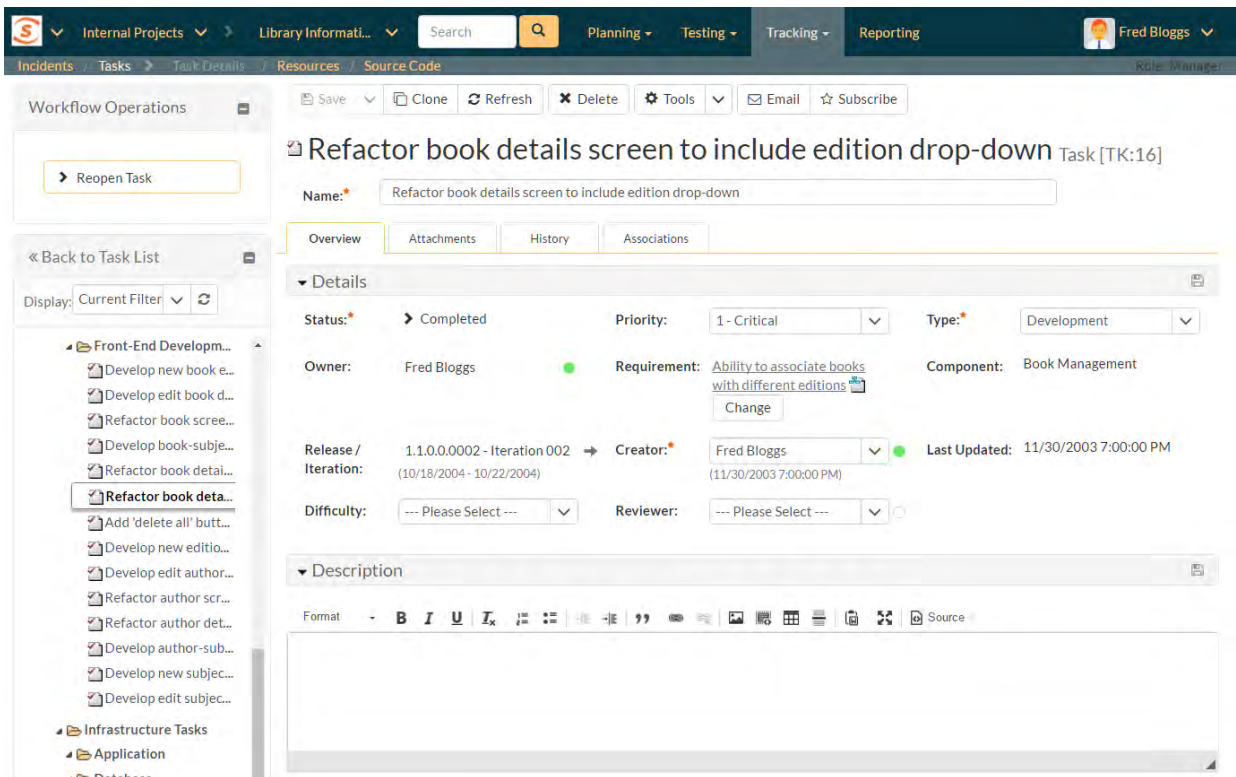 Internal Projects Library Informati... Search Planning Testing Tracking Reporting Fred Bloggs
Incidents / Tasks Task Details / Resources / Source Code Role: Manager
Workflow Operations
Reopen Task
« Back to Task List
Display: Current Filter
Front-End Developm...
Develop new book e...
Develop edit book d...
Refactor book scree...
Develop book-subje...
Refactor book detai...
Refactor book deta...
Add 'delete all' butt...
Develop new editio...
Develop edit author...
Refactor author scr...
Refactor author det...
Develop author-sub...
Develop new subjec...
Develop edit subjec...
Infrastructure Tasks
Application
Save Clone Refresh Delete Tools Email Subscribe
Refactor book details screen to include edition drop-down Task [TK:16]
Name:* Refactor book details screen to include edition drop-down
Overview Attachments History Associations
Details
Status:* Completed Priority: 1 - Critical Type:* Development
Owner: Fred Bloggs Requirement: Ability to associate books Component: Book Management
with different editions
Change
Release / 1.1.0.0.0002 - Iteration 002 Creator:* Fred Bloggs Last Updated: 11/30/2003 7:00:00 PM
Iteration: (10/18/2004 - 10/22/2004) (11/30/2003 7:00:00 PM)
Difficulty: --- Please Select --- Reviewer: --- Please Select ---
Description
Format B I U Ix Source